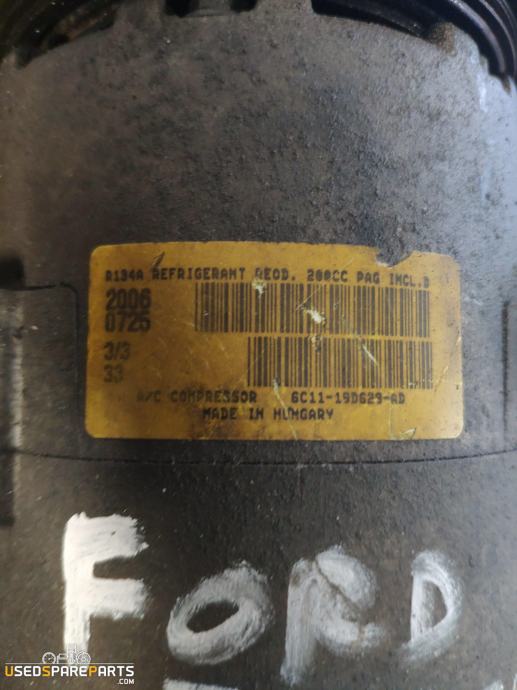 R134A REFRIGERANT REQD. 200CC PAG INCL.D
2006
0725
3/3
33
A/C COMPRESSOR 6C11-19D629-AD
MADE IN HUNGARY
FORD
USEDSPAREPARTS
.COM